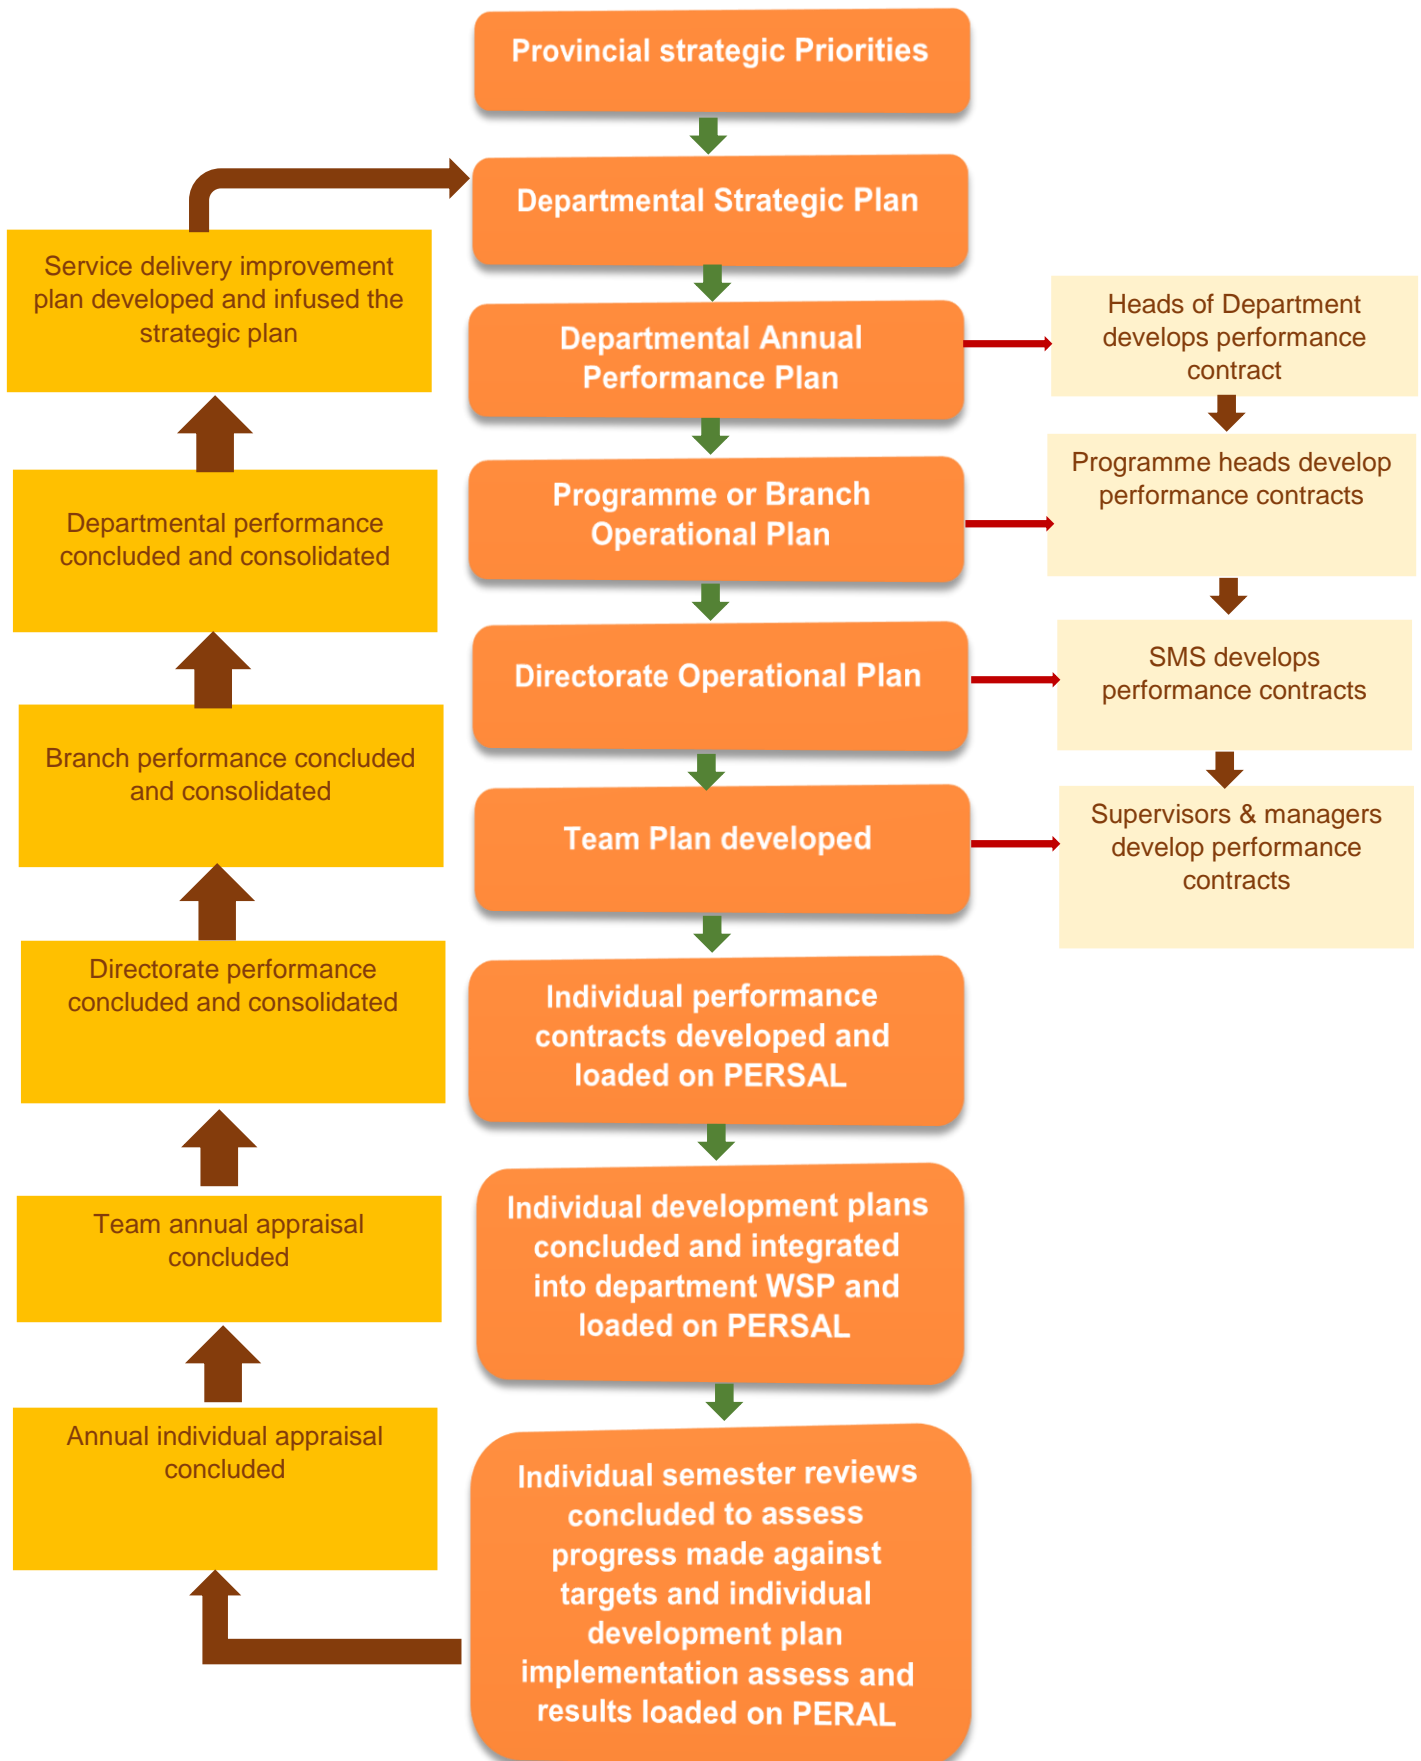 Provincial strategic Priorities
Departmental Strategic Plan
Departmental Annual
Performance Plan
Programme or Branch
Operational Plan
Directorate Operational Plan
Team Plan developed
Individual performance
contracts developed and
loaded on PERSAL
Individual development plans
concluded and integrated
into department WSP and
loaded on PERSAL
Individual semester reviews
concluded to assess
progress made against
targets and individual
development plan
implementation assess and
results loaded on PERAL
Heads of Department
develops performance
contract
Programme heads develop
performance contracts
SMS develops
performance contracts
Supervisors & managers
develop performance
contracts
Service delivery improvement
plan developed and infused the
strategic plan
Departmental performance
concluded and consolidated
Branch performance concluded
and consolidated
Directorate performance
concluded and consolidated
Team annual appraisal
concluded
Annual individual appraisal
concluded